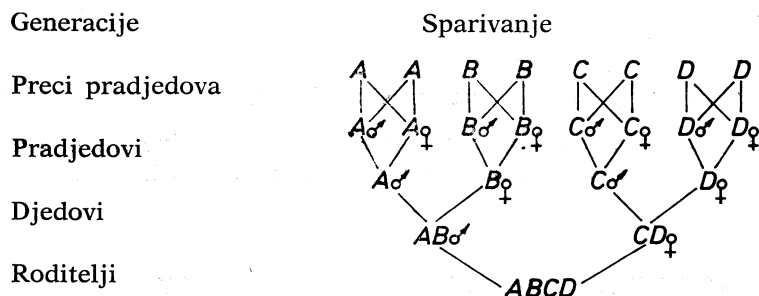 Generacije Sparivanje
A A B B C C D D
Preci pradjedova
A♂ A♀ B♂ B♀ C♂ C♀ D♂ D♀
Pradjedovi
A♂ B♀ C♂ D♀
Djedovi
AB♂ CD♀
Roditelji
ABCD